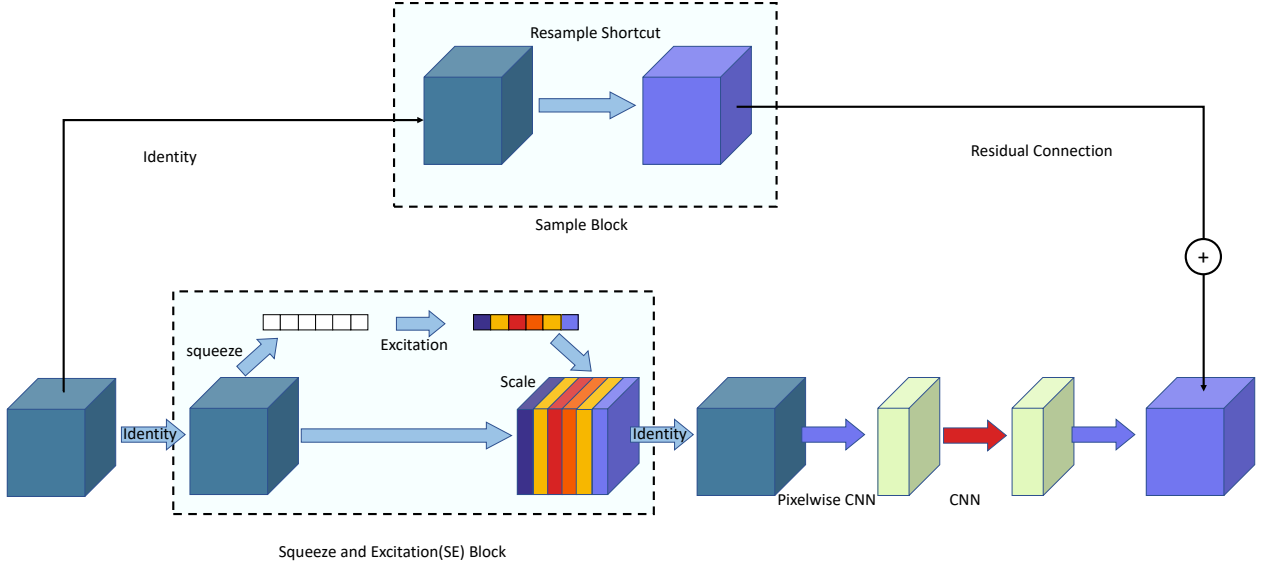 Resample Shortcut
Identity
Residual Connection
Sample Block
+
squeeze
Excitation
Scale
Identity
Identity
Pixelwise CNN
CNN
Squeeze and Excitation(SE) Block